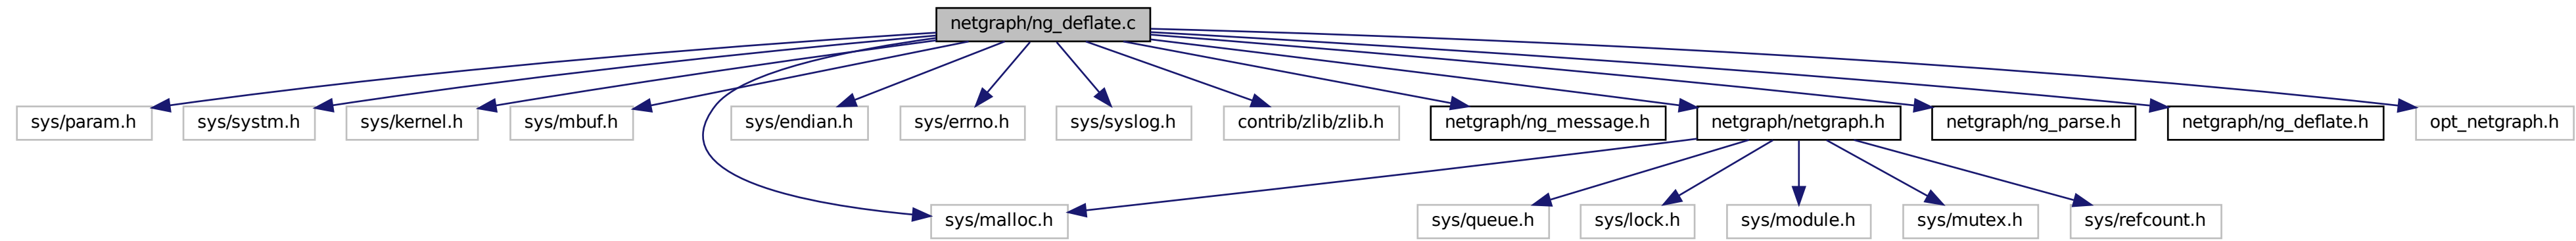 netgraph/ng_deflate.c
sys/param.h
sys/systm.h
sys/kernel.h
sys/mbuf.h
sys/endian.h
sys/errno.h
sys/syslog.h
contrib/zlib/zlib.h
netgraph/ng_message.h
netgraph/netgraph.h
netgraph/ng_parse.h
netgraph/ng_deflate.h
opt_netgraph.h
sys/malloc.h
sys/queue.h
sys/lock.h
sys/module.h
sys/mutex.h
sys/refcount.h